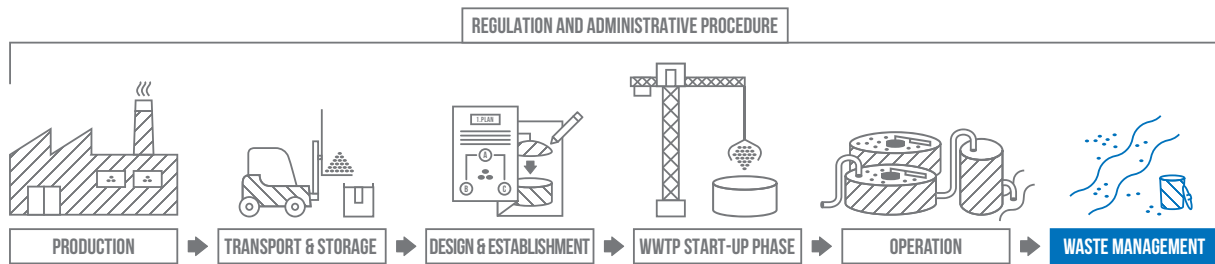 REGULATION AND ADMINISTRATIVE PROCEDURE
1.PLAN
A
B
C
PRODUCTION
TRANSPORT & STORAGE
DESIGN & ESTABLISHMENT
WWTP START-UP PHASE
OPERATION
WASTE MANAGEMENT